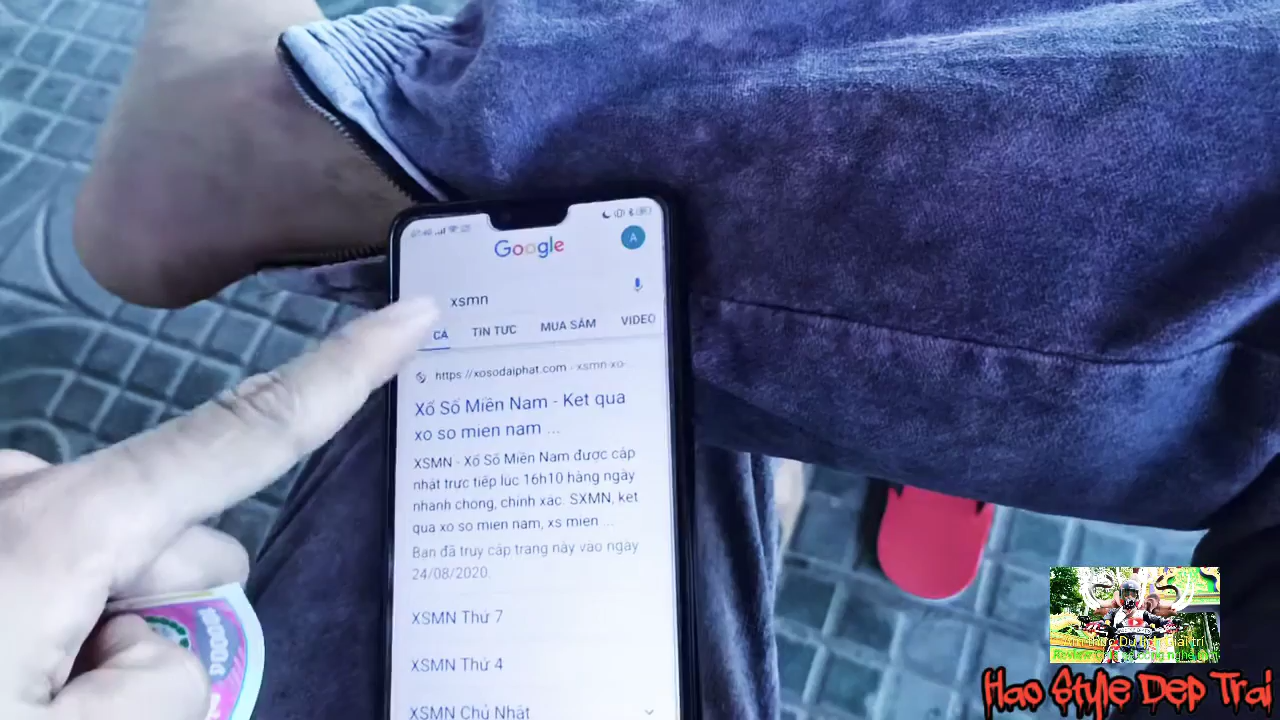 Google
A
xsmn
CẢ TIN TỨC MUA SẮM VIDEO
https://xosodaiphat.com › xsmn-xo-...
Xổ Số Miền Nam - Ket qua
xo so mien nam ...
XSMN - Xổ Số Miền Nam được cập
nhật trực tiếp lúc 16h10 hàng ngày
nhanh chóng, chính xác. SXMN, ket
qua xo so mien nam, xs mien ...
Bạn đã truy cập trang này vào ngày
24/08/2020.
XSMN Thứ 7
XSMN Thứ 4
XSMN Chủ Nhật
Hao Style Dep Trai